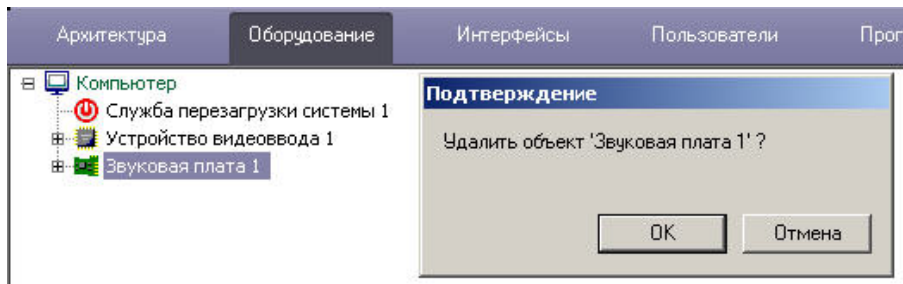 Архитектура Оборудование Интерфейсы Пользователи Прог
Компьютер
Служба перезагрузки системы 1
Устройство видеоввода 1
Звуковая плата 1
Подтверждение
Удалить объект 'Звуковая плата 1' ?
OK Отмена